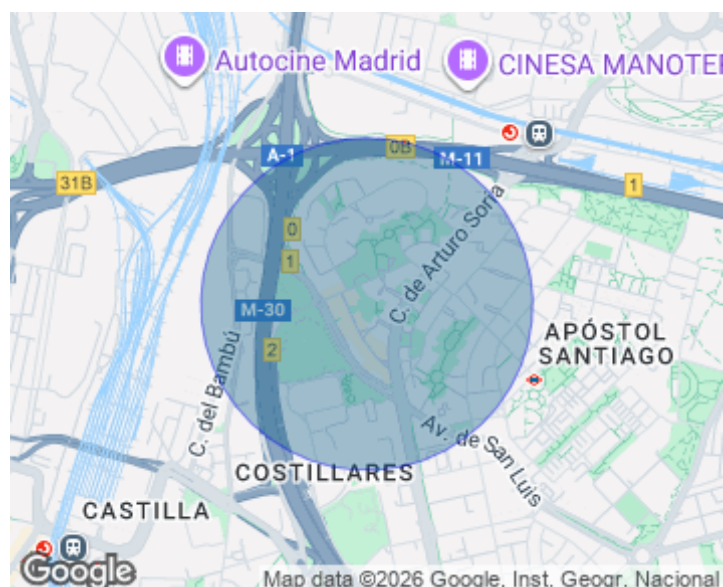 Autocine Madrid
CINESA MANOTER
A-1
0B
M-11
31B
1
0
1
C. de Arturo Soria
M-30
2
C. del Bambú
APÓSTOL
SANTIAGO
Av. de San Luis
COSTILLARES
CASTILLA
Google
Map data ©2026 Google, Inst. Geogr. Nacional